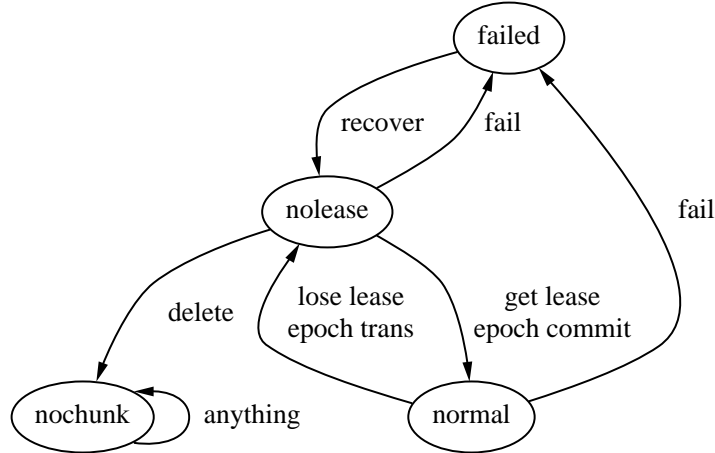 failed
recover
fail
nolease
fail
lose lease
epoch trans
get lease
epoch commit
delete
nochunk
anything
normal